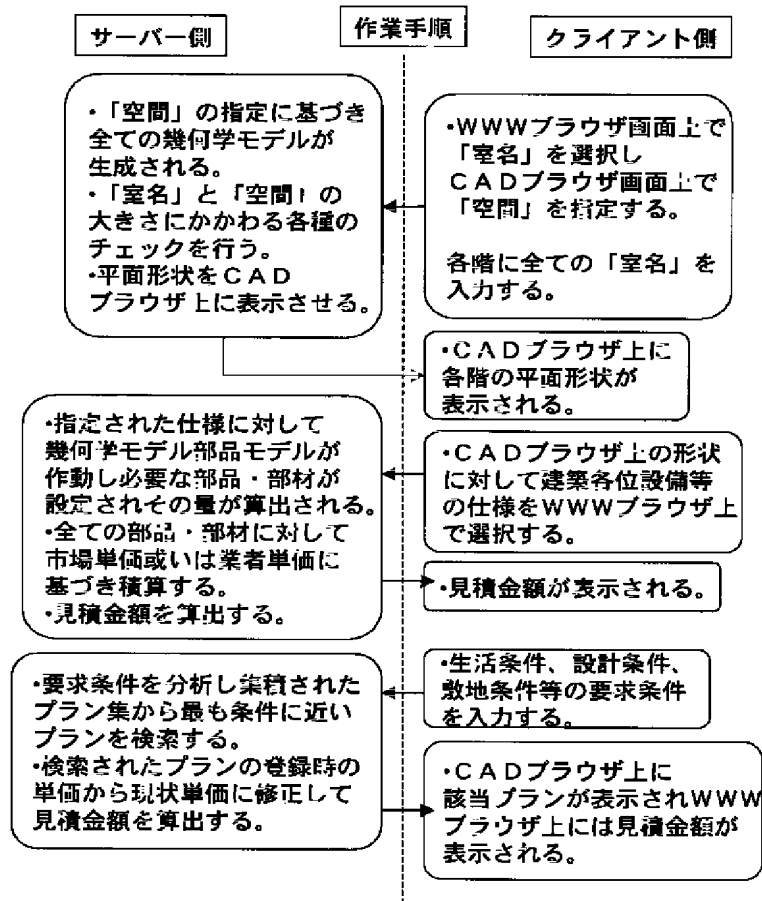 サーバー側
作業手順
クライアント側
・「空間」の指定に基づき
全ての幾何学モデルが
生成される。
・「室名」と「空間」の
大きさにかかわる各種の
チェックを行う。
・平面形状をCAD
ブラウザ上に表示させる。
・WWWブラウザ画面上で
「室名」を選択し
CADブラウザ画面上で
「空間」を指定する。
各階に全ての「室名」を
入力する。
・CADブラウザ上に
各階の平面形状が
表示される。
・指定された仕様に対して
幾何学モデル部品モデルが
作動し必要な部品・部材が
設定されその量が算出される。
・全ての部品・部材に対して
市場単価或いは業者単価に
基づき積算する。
・見積金額を算出する。
・CADブラウザ上の形状
に対して建築各位設備等
の仕様をWWWブラウザ上
で選択する。
・見積金額が表示される。
・要求条件を分析し集積された
プラン集から最も条件に近い
プランを検索する。
・検索されたプランの登録時の
単価から現状単価に修正して
見積金額を算出する。
・生活条件、設計条件、
敷地条件等の要求条件
を入力する。
・CADブラウザ上に
該当プランが表示されWWW
ブラウザ上には見積金額が
表示される。